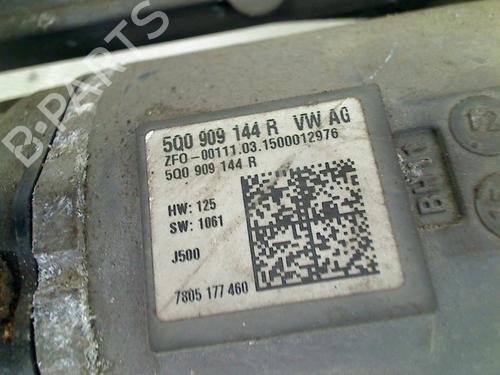 B-PARTS
5Q0 909 144 R VW AG
ZFO-00111.03.1500012976
5Q0 909 144 R
HW: 125
SW: 1061
J500
7805 177 460
52